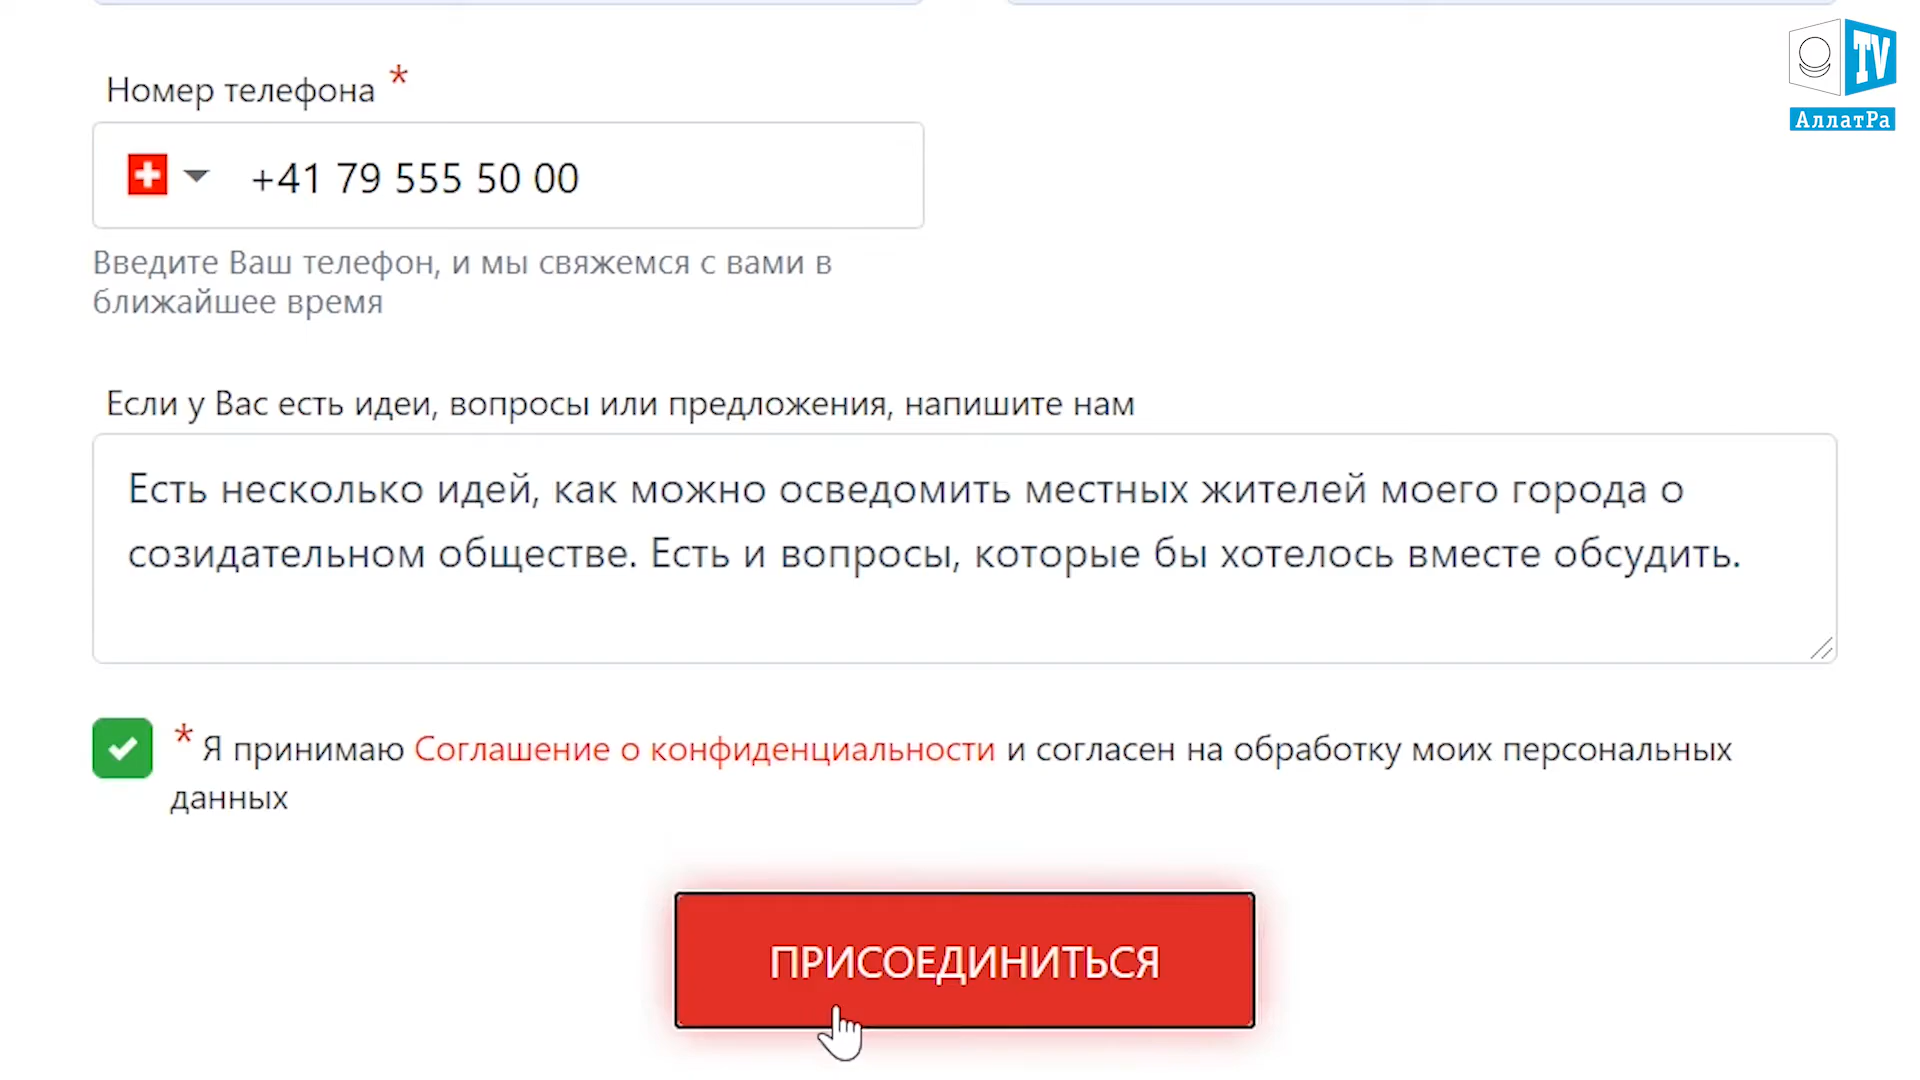 Номер телефона *
+41 79 555 50 00
Введите Ваш телефон, и мы свяжемся с вами в
ближайшее время
Если у Вас есть идеи, вопросы или предложения, напишите нам
Есть несколько идей, как можно осведомить местных жителей моего города о
созидательном обществе. Есть и вопросы, которые бы хотелось вместе обсудить.
* Я принимаю Соглашение о конфиденциальности и согласен на обработку моих персональных
данных
ПРИСОЕДИНИТЬСЯ
TV
АллатРа